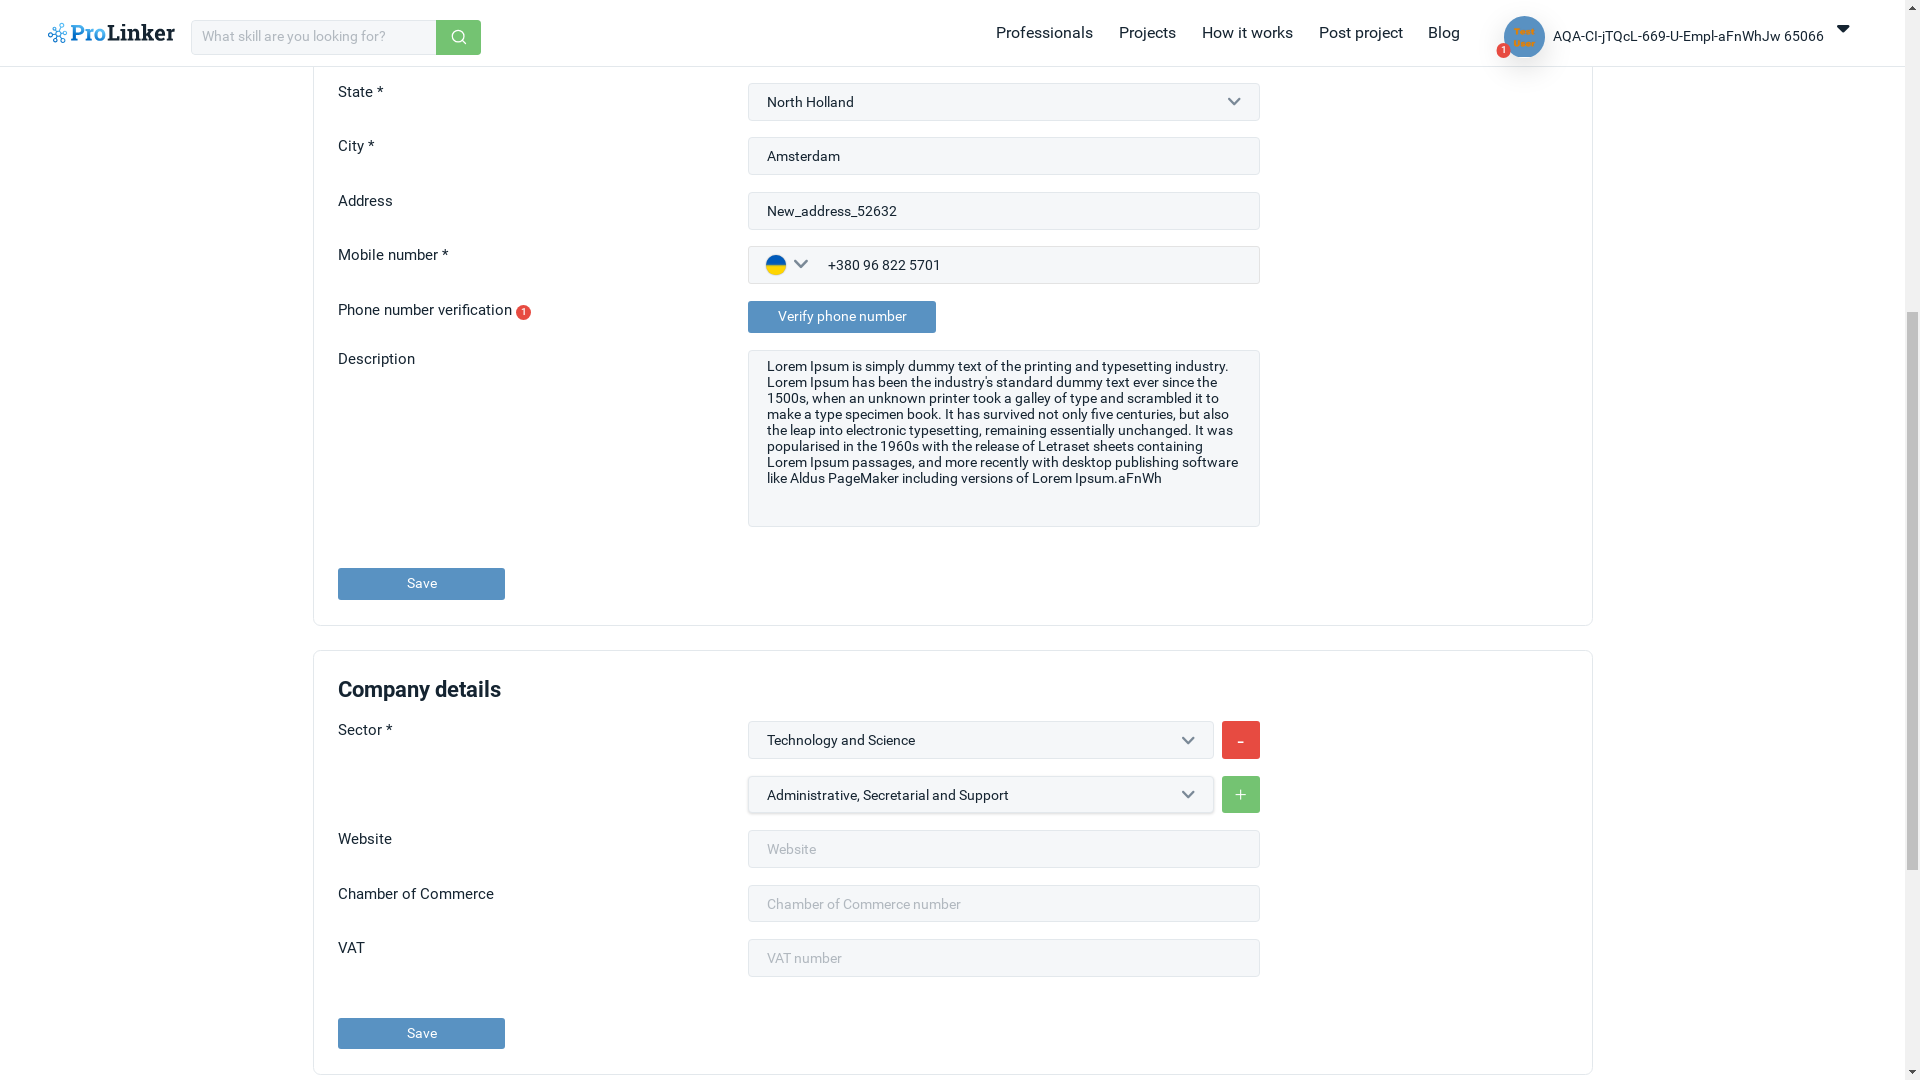 ProLinker
What skill are you looking for?
Professionals
Projects
How it works
Post project
Blog
Test
User
1
AQA-CI-jTQcL-669-U-Empl-aFnWhJw 65066
State *
North Holland
City *
Amsterdam
Address
New_address_52632
Mobile number *
+380 96 822 5701
Phone number verification 1
Verify phone number
Description
Lorem Ipsum is simply dummy text of the printing and typesetting industry.
Lorem Ipsum has been the industry's standard dummy text ever since the
1500s, when an unknown printer took a galley of type and scrambled it to
make a type specimen book. It has survived not only five centuries, but also
the leap into electronic typesetting, remaining essentially unchanged. It was
popularised in the 1960s with the release of Letraset sheets containing
Lorem Ipsum passages, and more recently with desktop publishing software
like Aldus PageMaker including versions of Lorem Ipsum.aFnWh
Save
Company details
Sector *
Technology and Science
-
Administrative, Secretarial and Support
+
Website
Website
Chamber of Commerce
Chamber of Commerce number
VAT
VAT number
Save